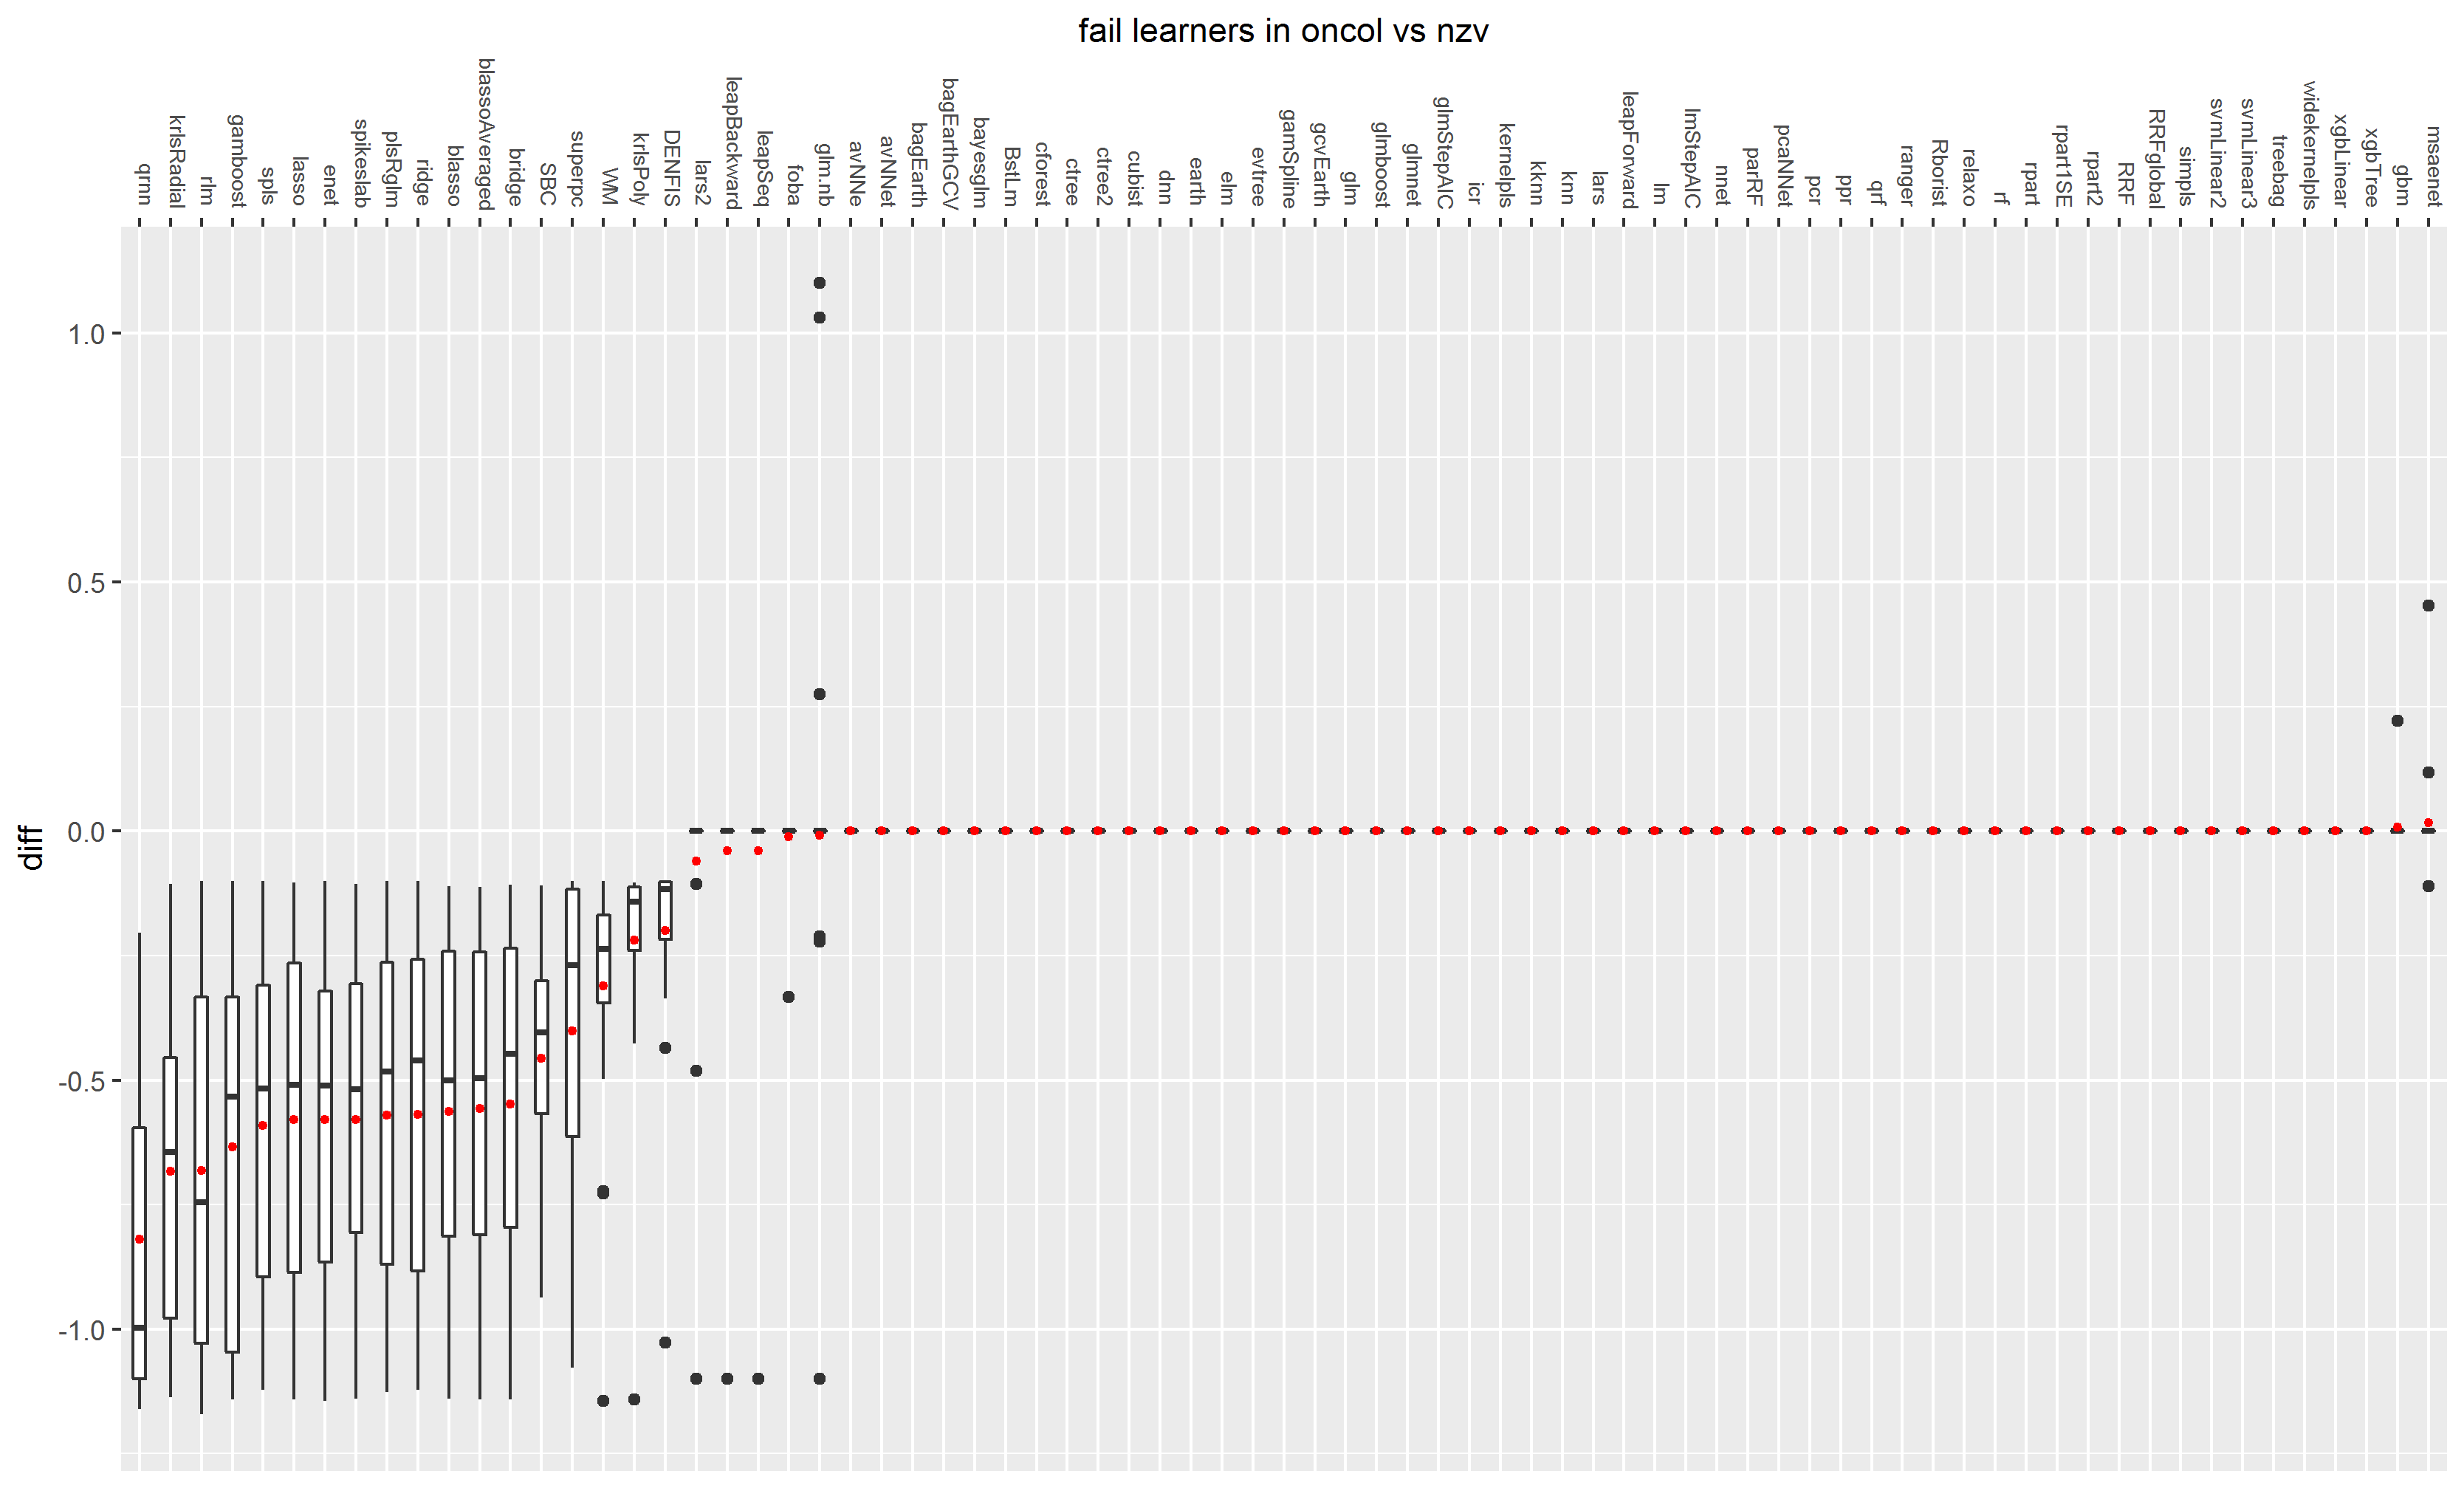 fail learners in oncol vs nzv
qrnn
krlsRadial
rlm
gamboost
spls
lasso
enet
spikeslab
plsRglm
ridge
blasso
blassoAveraged
bridge
SBC
superpc
WM
krlsPoly
DENFIS
lars2
leapBackward
leapSeq
foba
glm.nb
avNNe
avNNet
bagEarth
bagEarthGCV
bayesglm
BstLm
cforest
ctree
ctree2
cubist
dnn
earth
elm
evtree
gamSpline
gcvEarth
glm
glmboost
glmnet
glmStepAIC
icr
kernelpls
kknn
knn
lars
leapForward
lm
lmStepAIC
nnet
parRF
pcaNNet
pcr
ppr
qrf
ranger
Rborist
relaxo
rf
rpart
rpart1SE
rpart2
RRF
RRFglobal
simpls
svmLinear2
svmLinear3
treebag
widekernelpls
xgbLinear
xgbTree
gbm
msaenet
1.0
0.5
0.0
-0.5
-1.0
diff